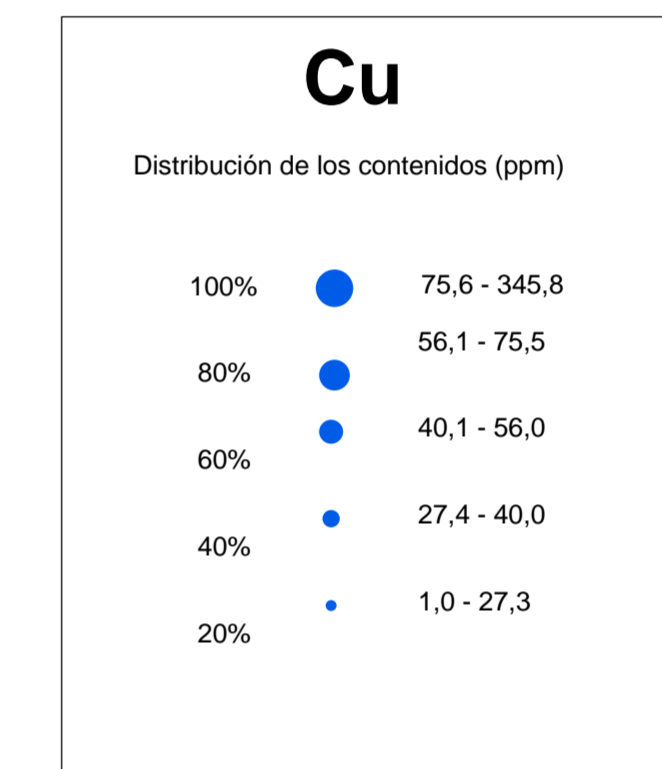 Cu
Distribución de los contenidos (ppm)
100% 75,6 - 345,8
56,1 - 75,5
80%
40,1 - 56,0
60%
27,4 - 40,0
40%
1,0 - 27,3
20%